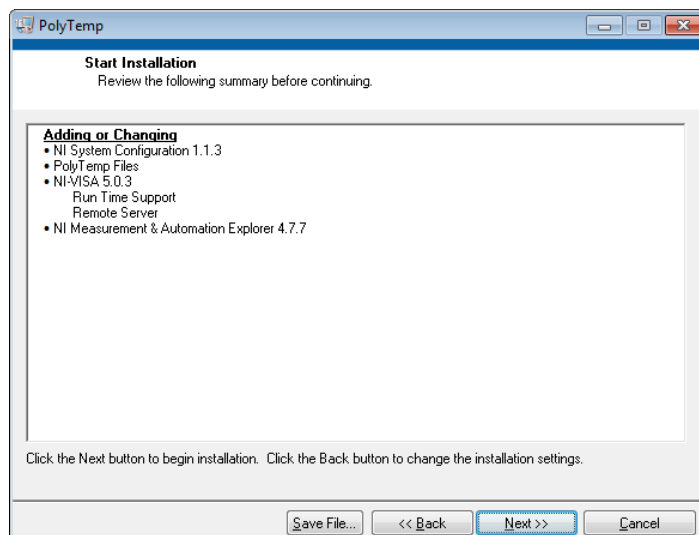 PolyTemp
Start Installation
Review the following summary before continuing.
Adding or Changing
• NI System Configuration 1.1.3
• PolyTemp Files
• NI-VISA 5.0.3
Run Time Support
Remote Server
• NI Measurement & Automation Explorer 4.7.7
Click the Next button to begin installation. Click the Back button to change the installation settings.
Save File... << Back Next >> Cancel